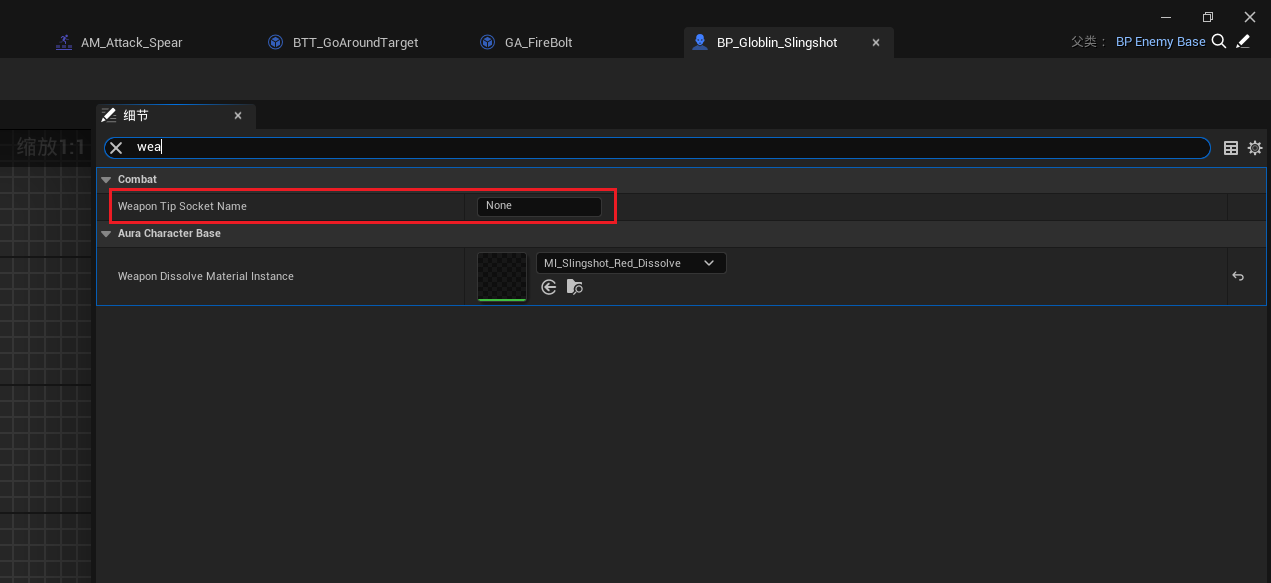 AM_Attack_Spear
BTT_GoAroundTarget
GA_FireBolt
BP_Globlin_Slingshot
父类： BP Enemy Base
细节
缩放1:1
wea
Combat
Weapon Tip Socket Name
None
Aura Character Base
Weapon Dissolve Material Instance
MI_Slingshot_Red_Dissolve